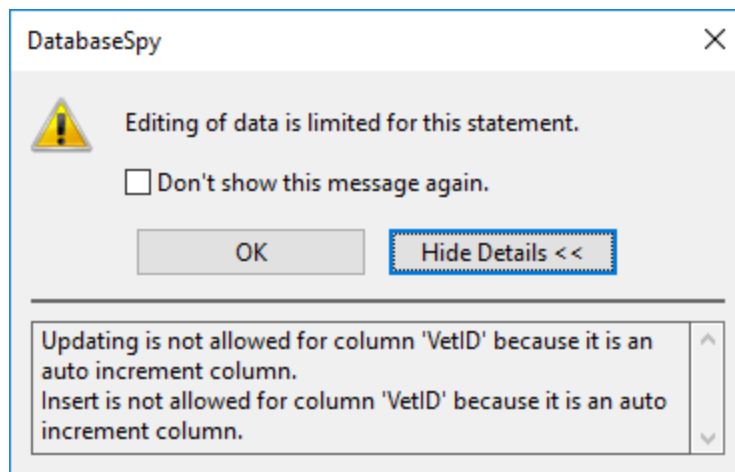 DatabaseSpy
Editing of data is limited for this statement.
Don't show this message again.
OK
Hide Details <<
Updating is not allowed for column 'VetID' because it is an
auto increment column.
Insert is not allowed for column 'VetID' because it is an auto
increment column.